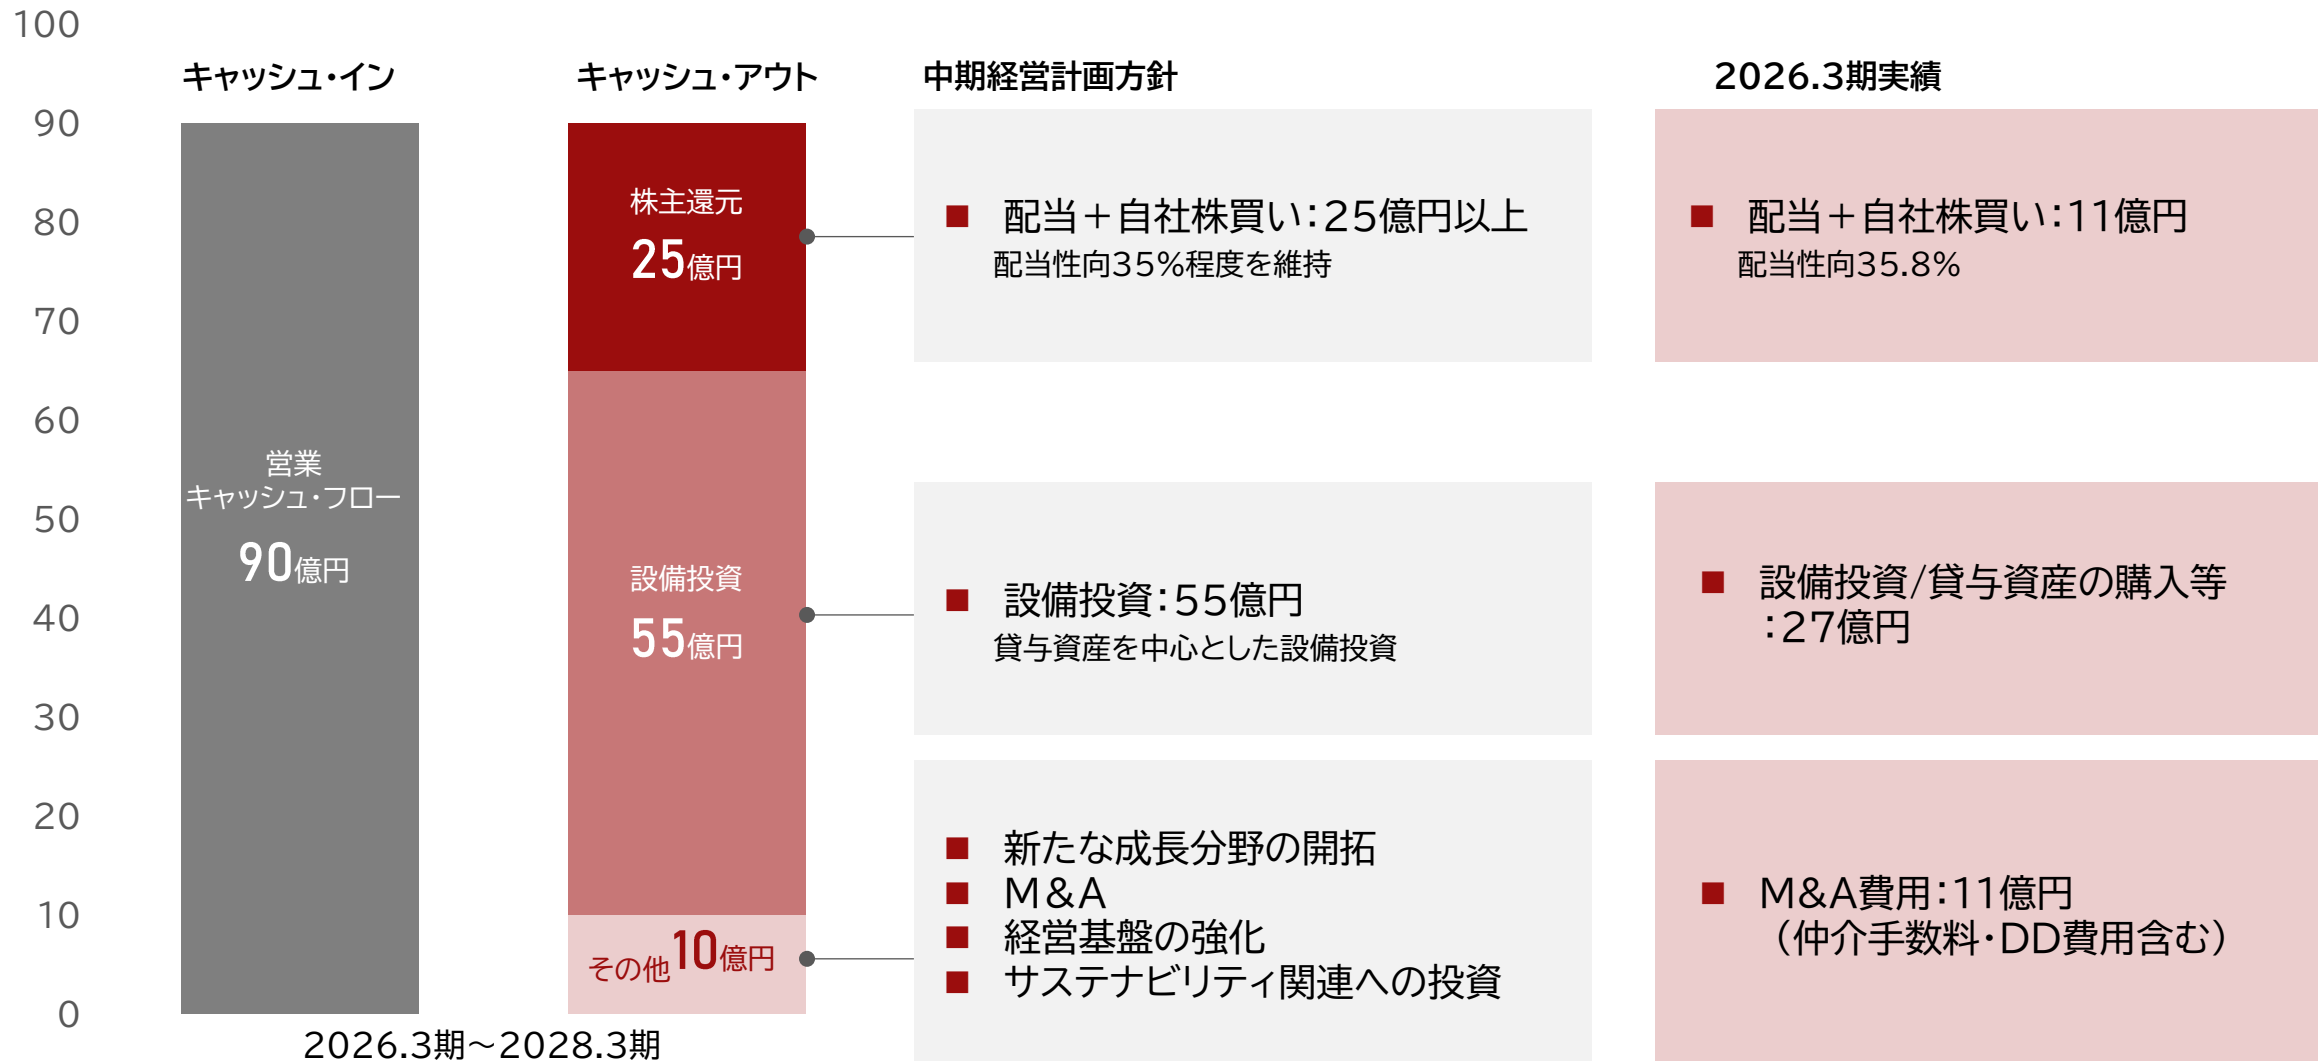 100
90
80
70
60
50
40
30
20
10
0
キャッシュ・イン
営業
キャッシュ・フロー
90億円
キャッシュ・アウト
株主還元
25億円
設備投資
55億円
その他10億円
2026.3期～2028.3期
中期経営計画方針
■ 配当＋自社株買い：25億円以上
配当性向35％程度を維持
■ 設備投資：55億円
貸与資産を中心とした設備投資
■ 新たな成長分野の開拓
■ M＆A
■ 経営基盤の強化
■ サステナビリティ関連への投資
2026.3期実績
■ 配当＋自社株買い：11億円
配当性向35.8％
■ 設備投資/貸与資産の購入等
：27億円
■ M&A費用：11億円
（仲介手数料・DD費用含む）